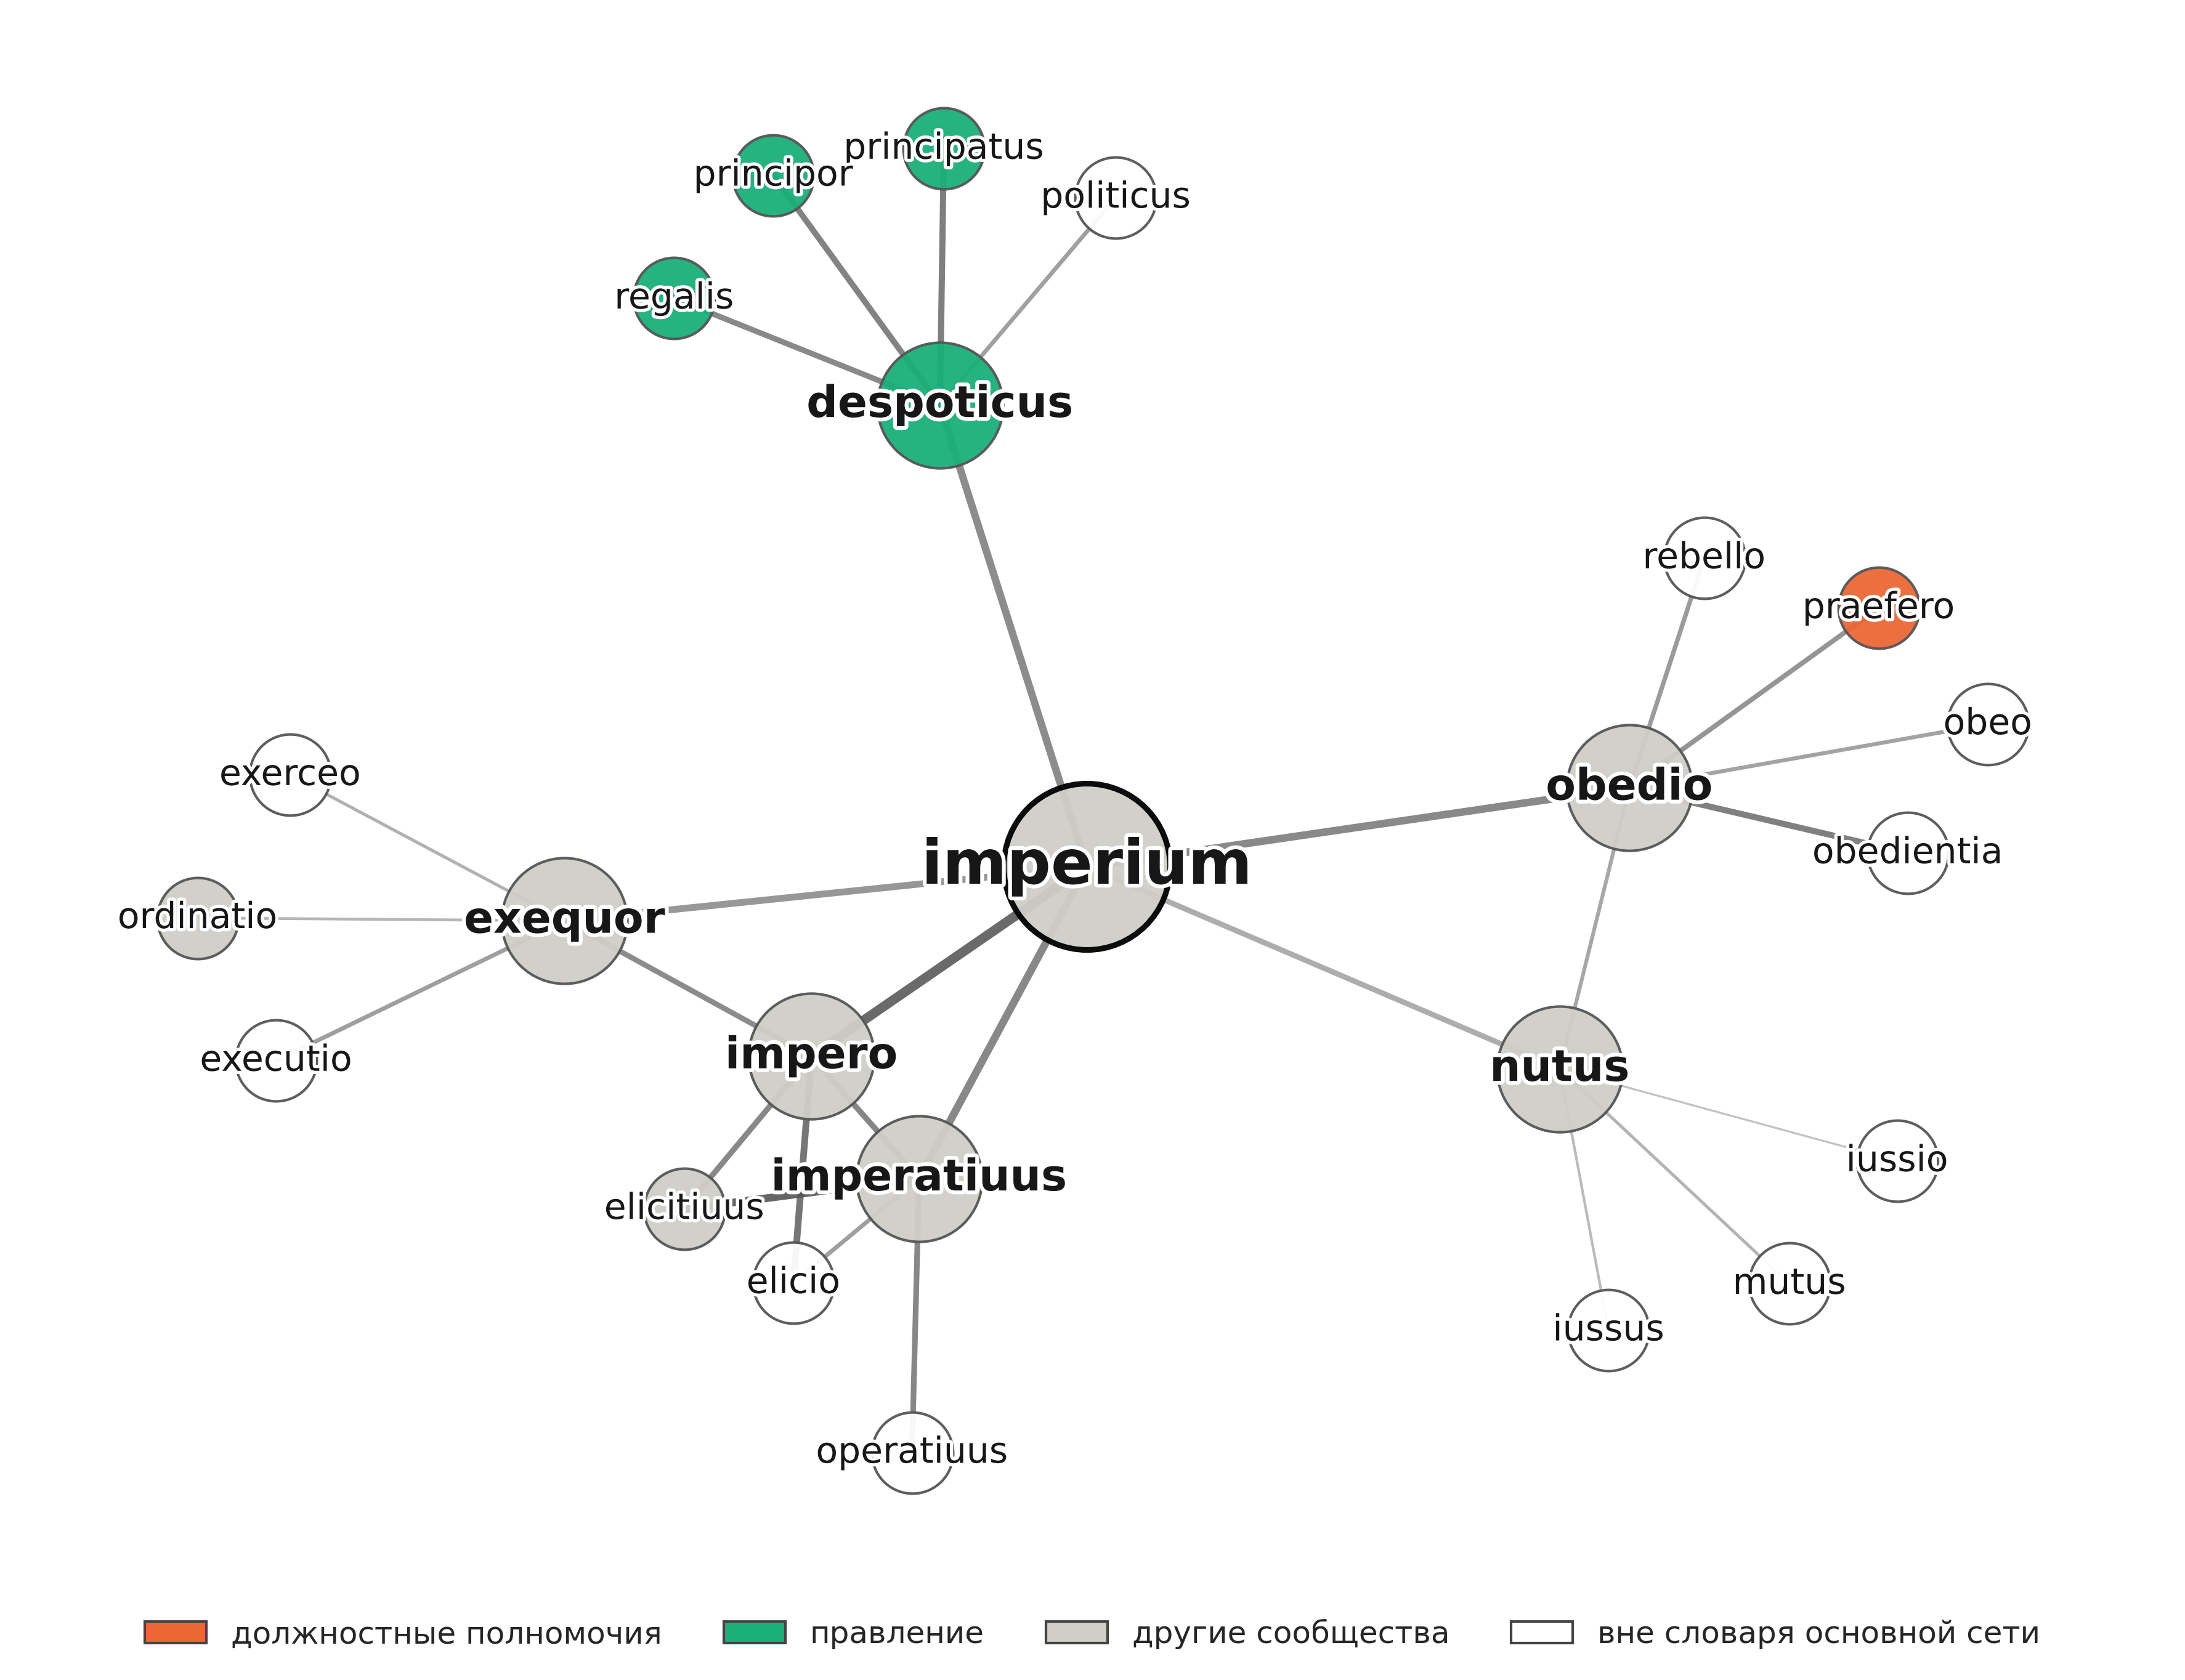 principatus
principor
politicus
regalis
despoticus
rebello
praefero
obeo
exerceo
obedio
imperium
obedientia
ordinatio
exequor
impero
executio
nutus
iussio
imperatiuus
elicitiuus
elicio
mutus
iussus
operatiuus
должностные полномочия
правление
другие сообщества
вне словаря основной сети